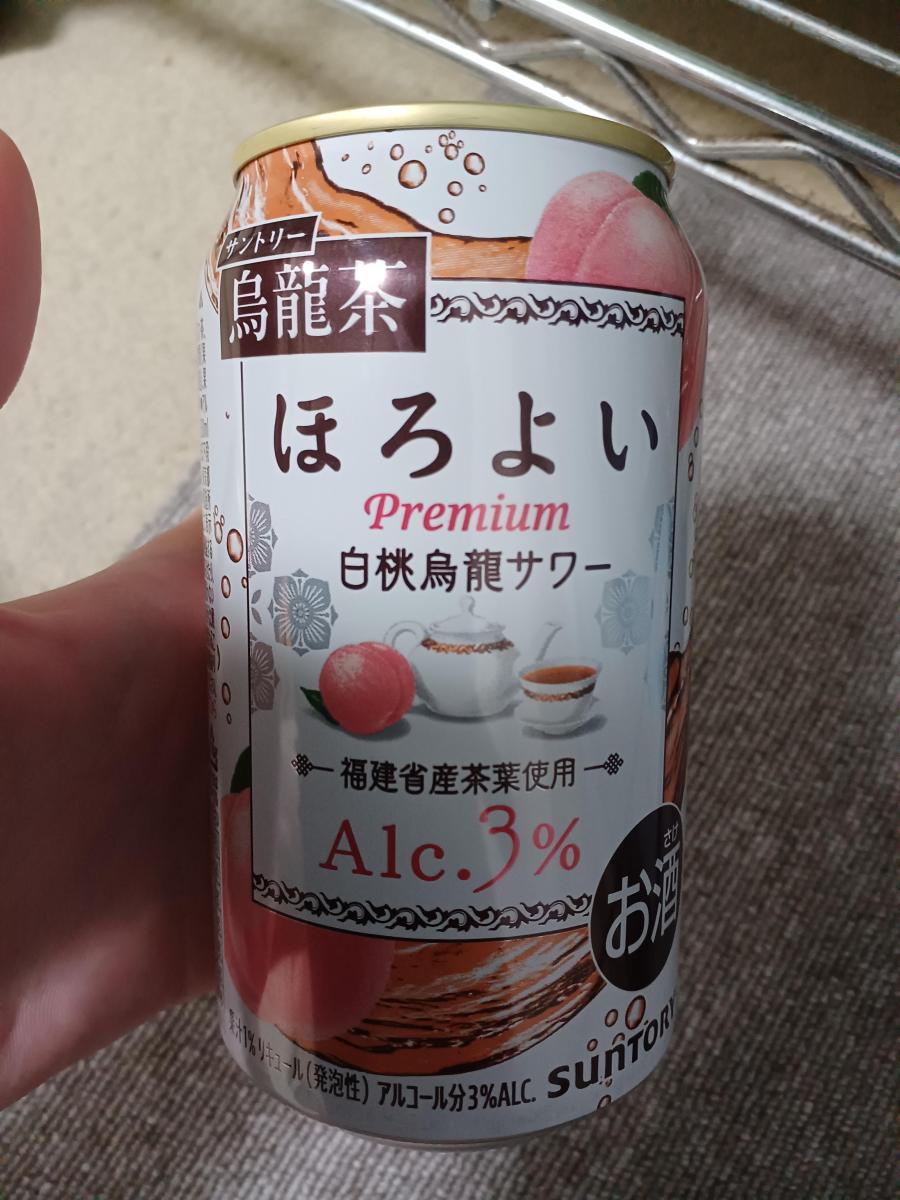 サントリー
烏龍茶
ほろよい
Premium
白桃烏龍サワー
福建省産茶葉使用
Alc.3%
さけ
お酒
果汁1% リキュール(発泡性) アルコール分3%ALC.
SUNTORY